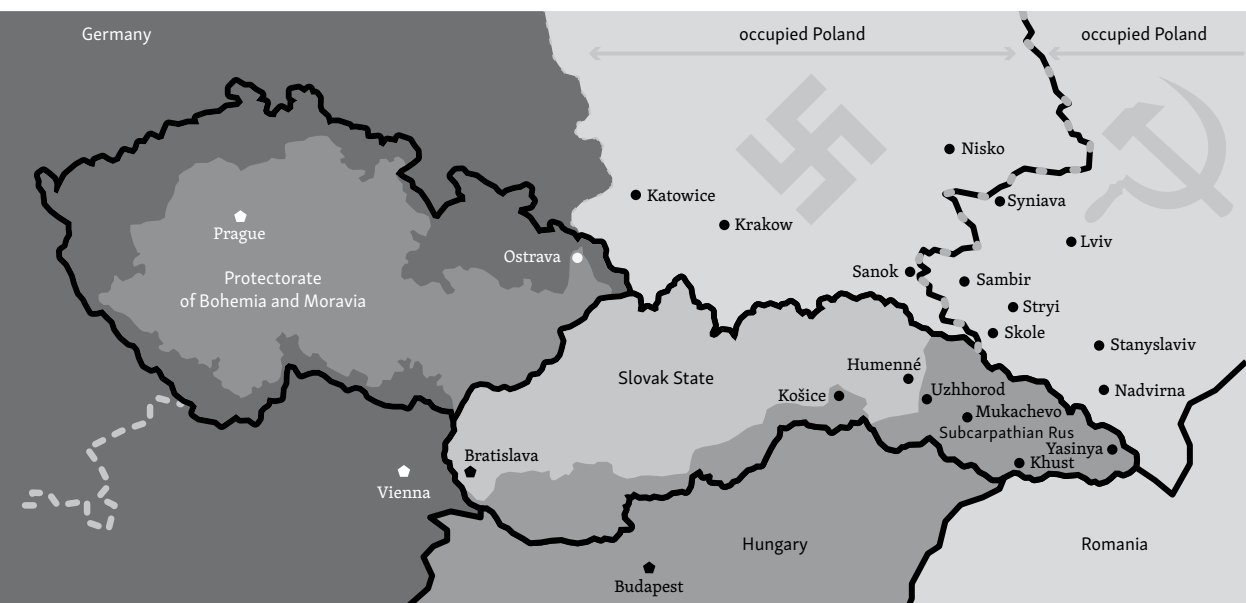 Germany
occupied Poland
occupied Poland
Nisko
Katowice
Syniava
Krakow
Prague
Lviv
Ostrava
Sanok
Protectorate
of Bohemia and Moravia
Sambir
Stryi
Skole
Stanyslaviv
Humenné
Slovak State
Uzhhorod
Nadvirna
Košice
Mukachevo
Subcarpathian Rus
Yasinya
Bratislava
Khust
Vienna
Hungary
Romania
Budapest